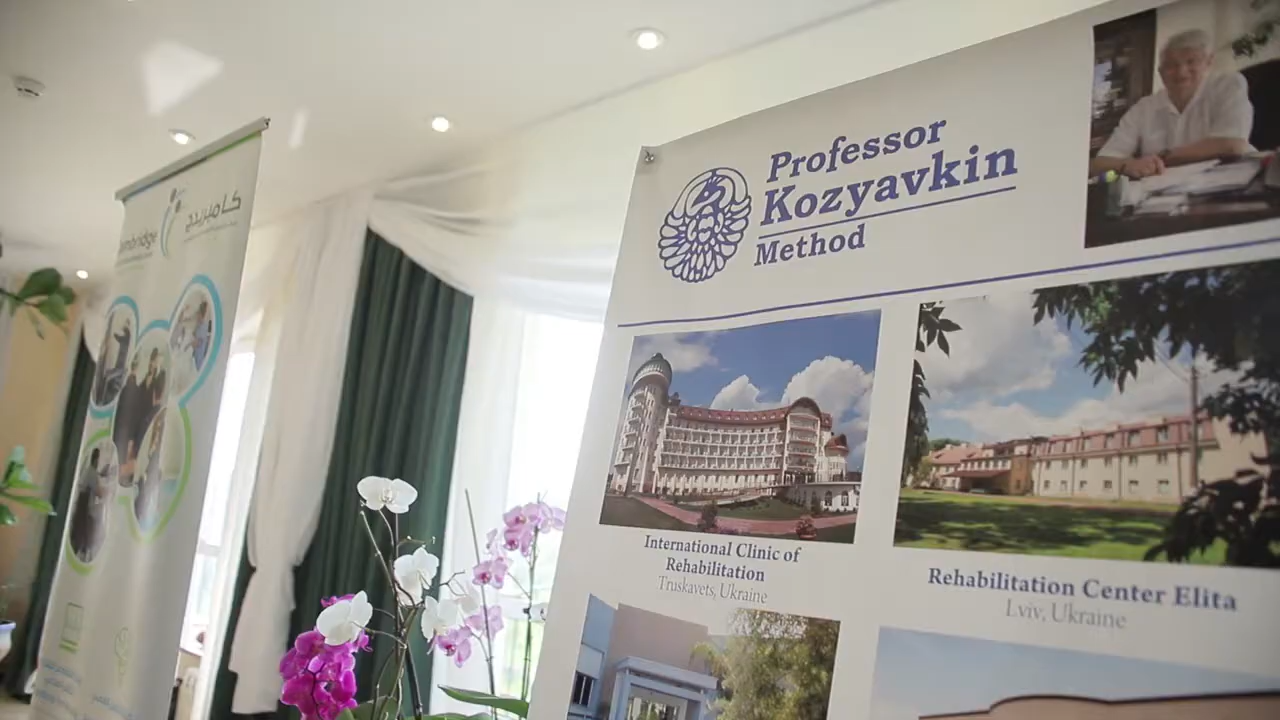 كامبريدج
Professor
Kozyavkin
Method
International Clinic of
Rehabilitation
Truskavets, Ukraine
Rehabilitation Center Elita
Lviv, Ukraine